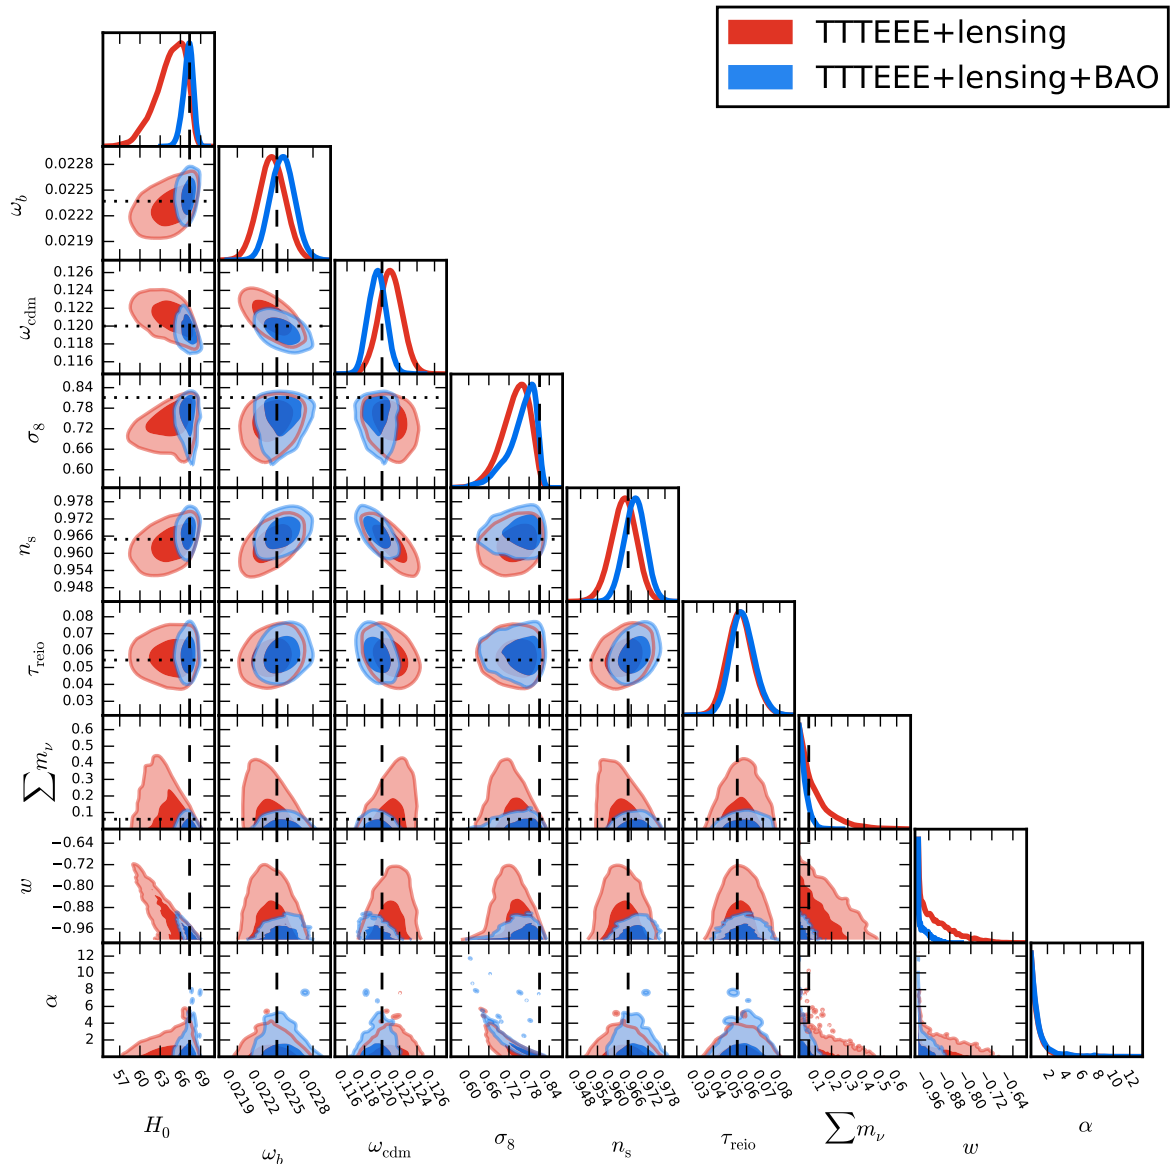 TTTEEE+lensing
TTTEEE+lensing+BAO
ω_b
0.0228
0.0225
0.0222
0.0219
ω_cdm
0.126
0.122
0.120
0.116
σ_8
0.84
0.78
0.72
0.66
0.60
n_s
0.978
0.972
0.966
0.960
0.954
0.948
τ_reio
0.08
0.07
0.06
0.05
0.04
0.03
∑m_ν
0.6
0.5
0.4
0.3
0.2
0.1
w
−0.64
−0.72
−0.80
−0.88
−0.96
α
12
10
8
6
4
2
57 60 63 66 69
0.0219 0.0222 0.0225 0.0228
0.116 0.118 0.120 0.124 0.126
0.60 0.66 0.72 0.78 0.84
0.948 0.954 0.960 0.966 0.972 0.978
0.03 0.04 0.05 0.06 0.07 0.08
0.1 0.2 0.3 0.4 0.5 0.6
−0.96 −0.88 −0.80 −0.72 −0.64
2 4 6 8 10 12
H_0 ω_b ω_cdm σ_8 n_s τ_reio ∑m_ν w α